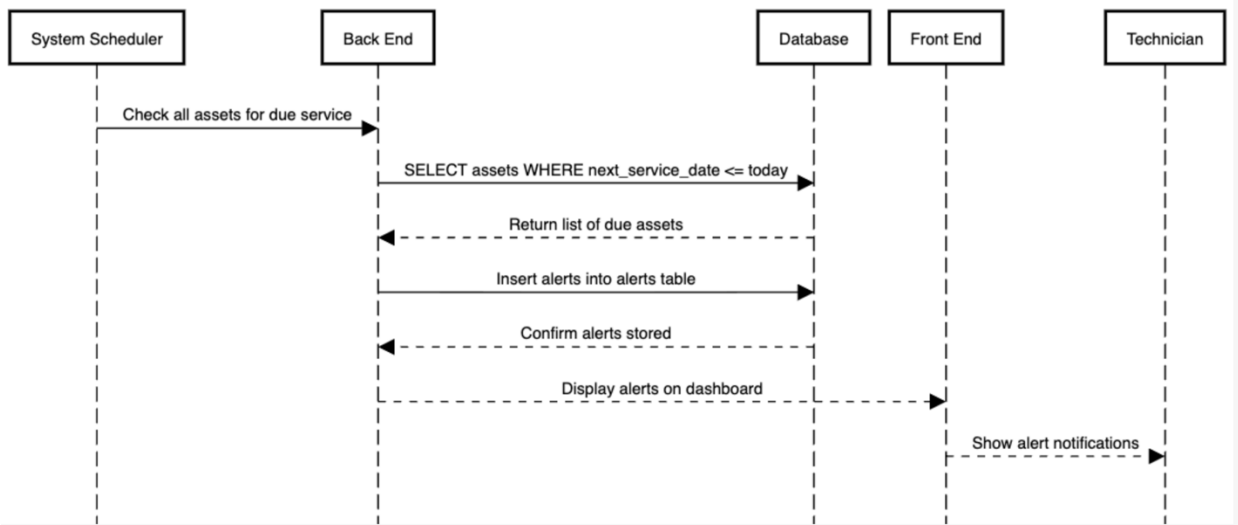 System Scheduler
Back End
Database
Front End
Technician
Check all assets for due service
SELECT assets WHERE next_service_date <= today
Return list of due assets
Insert alerts into alerts table
Confirm alerts stored
Display alerts on dashboard
Show alert notifications